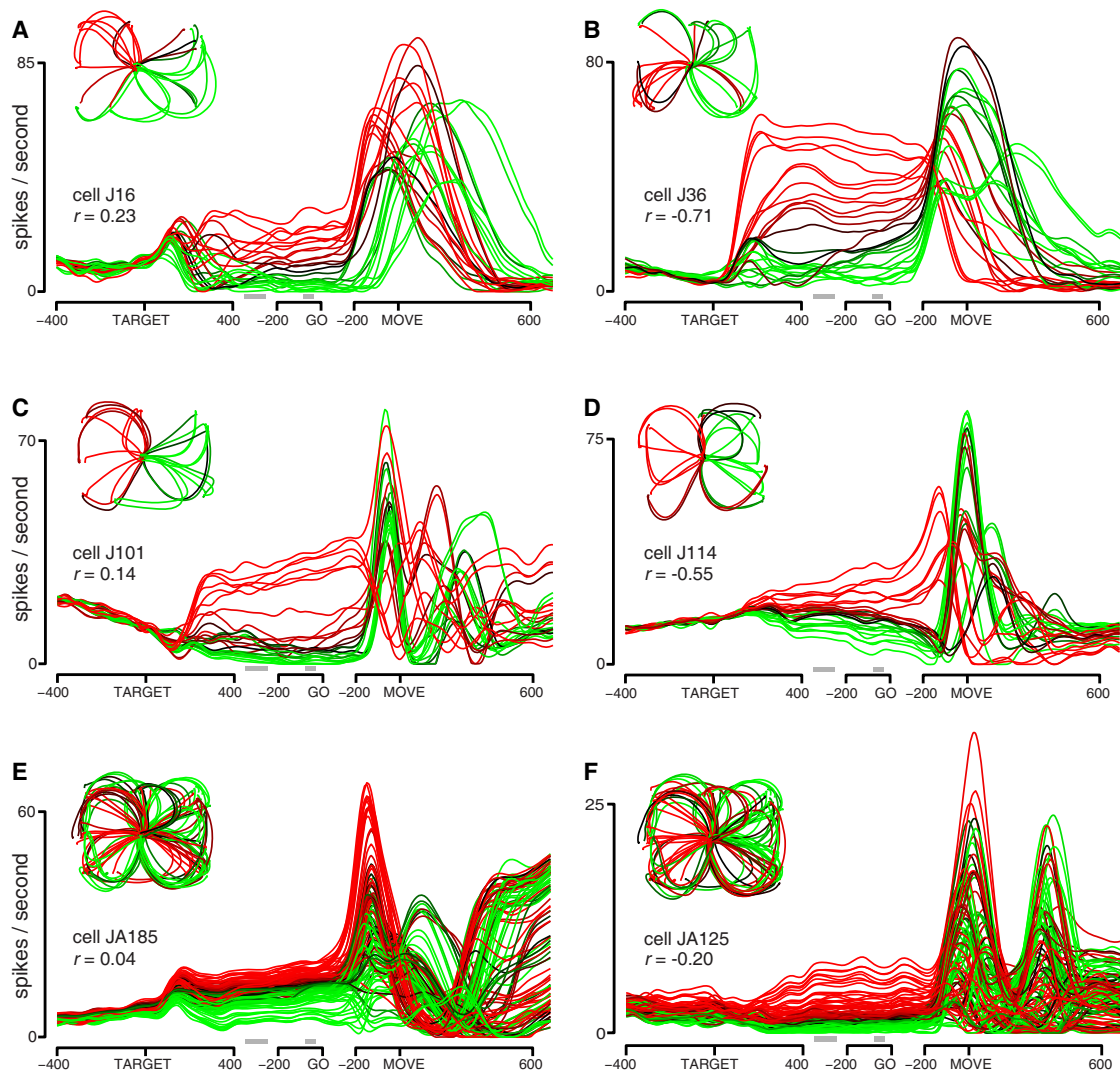 A
85
spikes / second
cell J16
r = 0.23
0
−400 TARGET 400 −200 GO −200 MOVE 600
B
80
cell J36
r = -0.71
0
−400 TARGET 400 −200 GO −200 MOVE 600
C
70
spikes / second
cell J101
r = 0.14
0
−400 TARGET 400 −200 GO −200 MOVE 600
D
75
cell J114
r = -0.55
0
−400 TARGET 400 −200 GO −200 MOVE 600
E
60
spikes / second
cell JA185
r = 0.04
0
−400 TARGET 400 −200 GO −200 MOVE 600
F
25
cell JA125
r = -0.20
0
−400 TARGET 400 −200 GO −200 MOVE 600